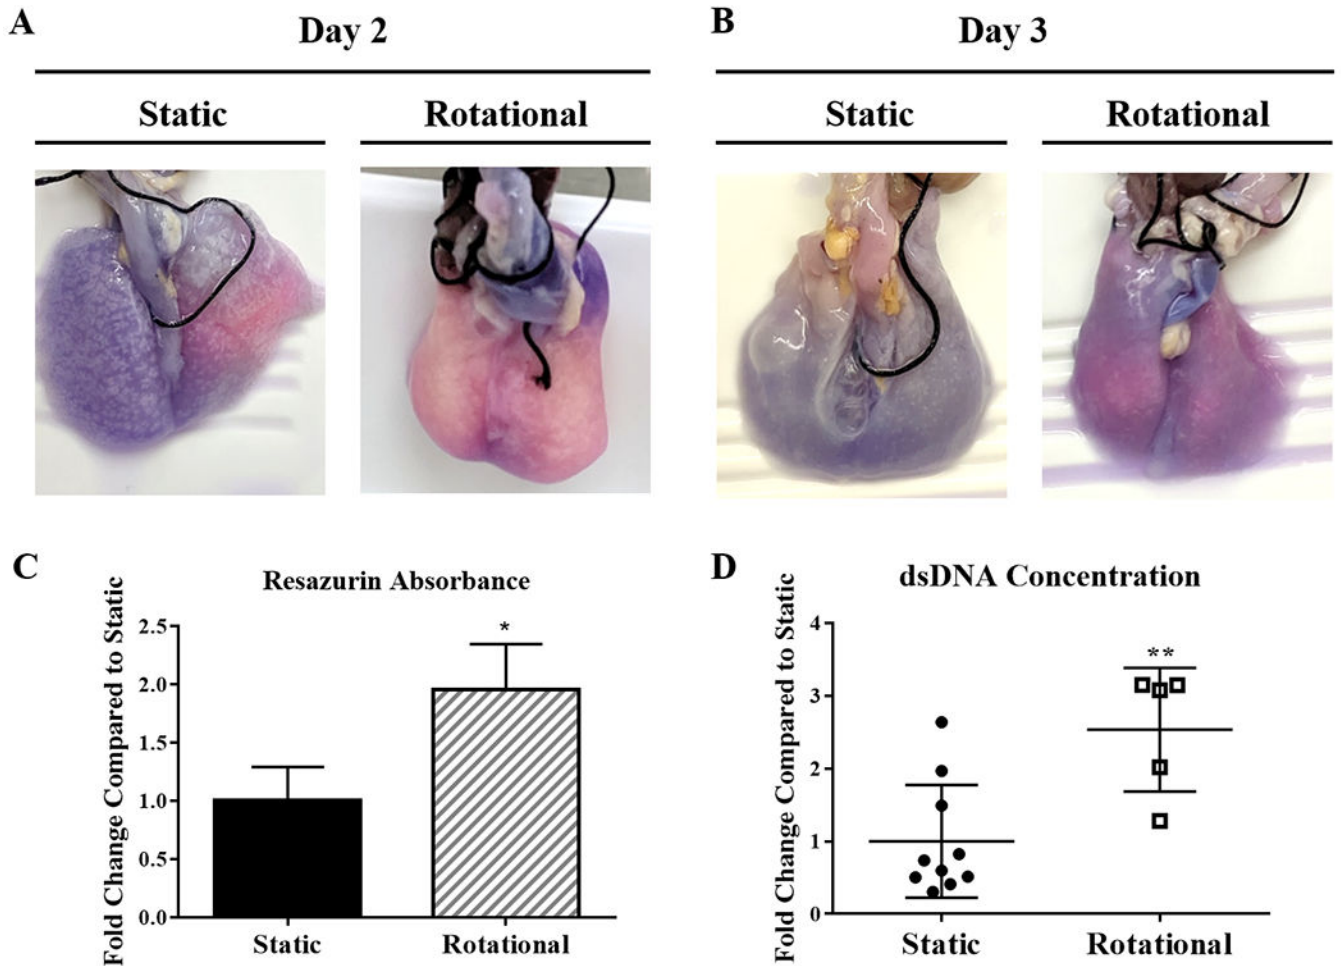 A
Day 2
Static
Rotational
B
Day 3
Static
Rotational
C
Resazurin Absorbance
Fold Change Compared to Static
2.5
2.0
1.5
1.0
0.5
0.0
*
Static
Rotational
D
dsDNA Concentration
Fold Change Compared to Static
4
3
2
1
0
**
Static
Rotational